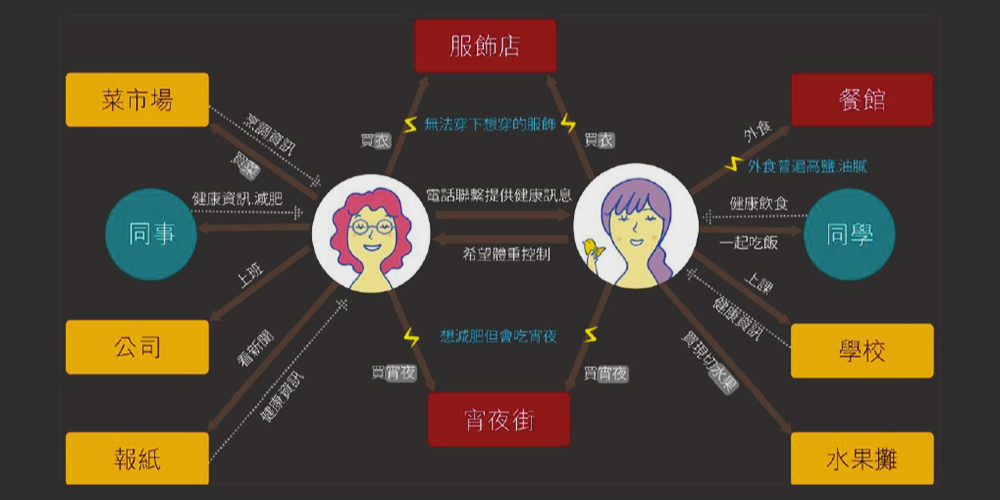 服飾店
菜市場
餐館
烹調資訊
買衣
無法穿下想穿的服飾
買衣
外食
買菜
外食普遍高鹽.油膩
健康資訊.減肥
電話聯繫提供健康訊息
健康飲食
同事
同學
一起吃飯
希望體重控制
上班
上課
健康資訊
公司
看新聞
想減肥但會吃宵夜
買現切水果
學校
買宵夜
買宵夜
健康資訊
宵夜街
報紙
水果攤